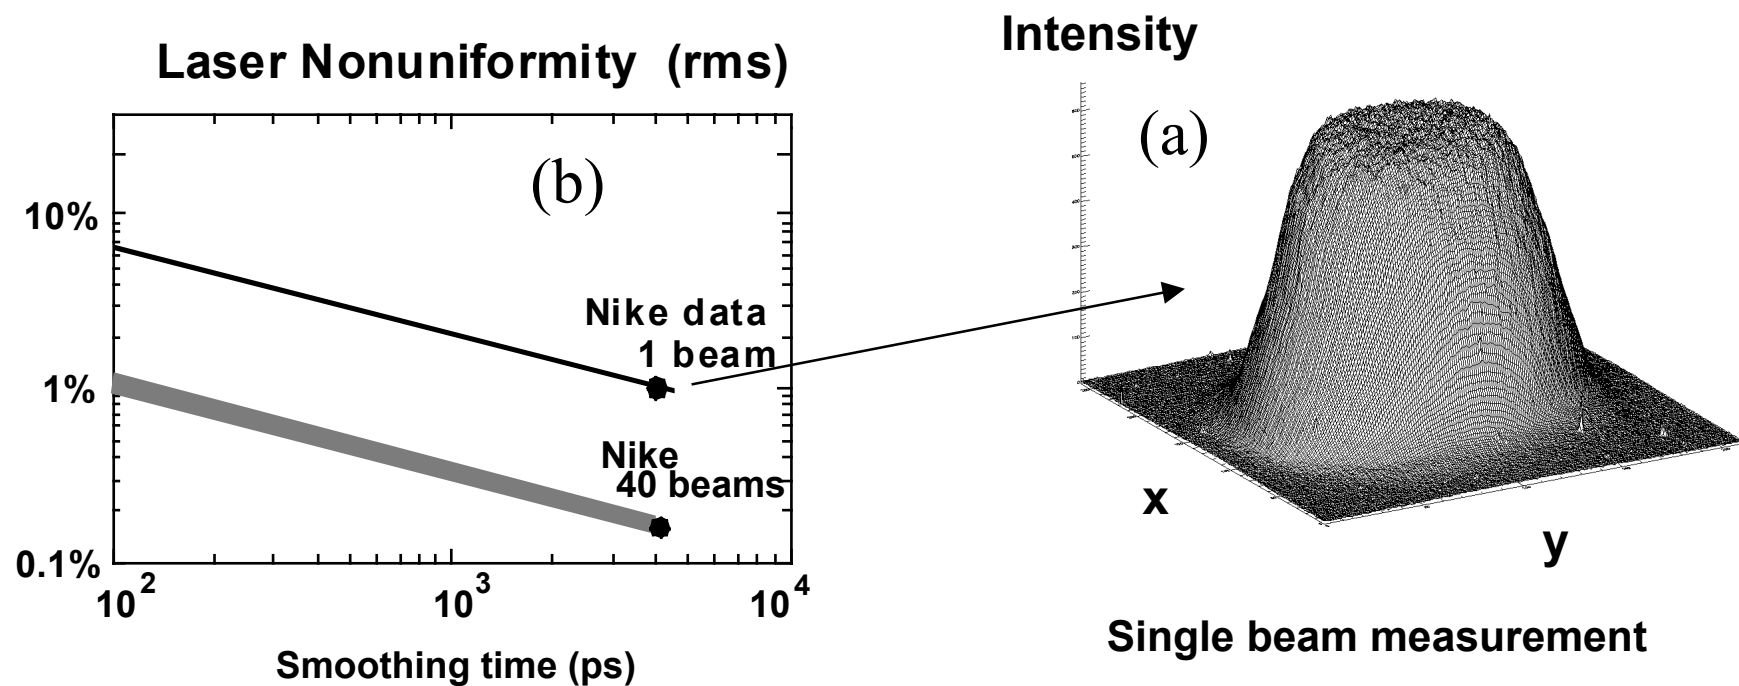 Laser Nonuniformity (rms)
(b)
10%
1%
0.1%
Nike data
1 beam
Nike
40 beams
10^2
10^3
10^4
Smoothing time (ps)
Intensity
(a)
x
y
Single beam measurement